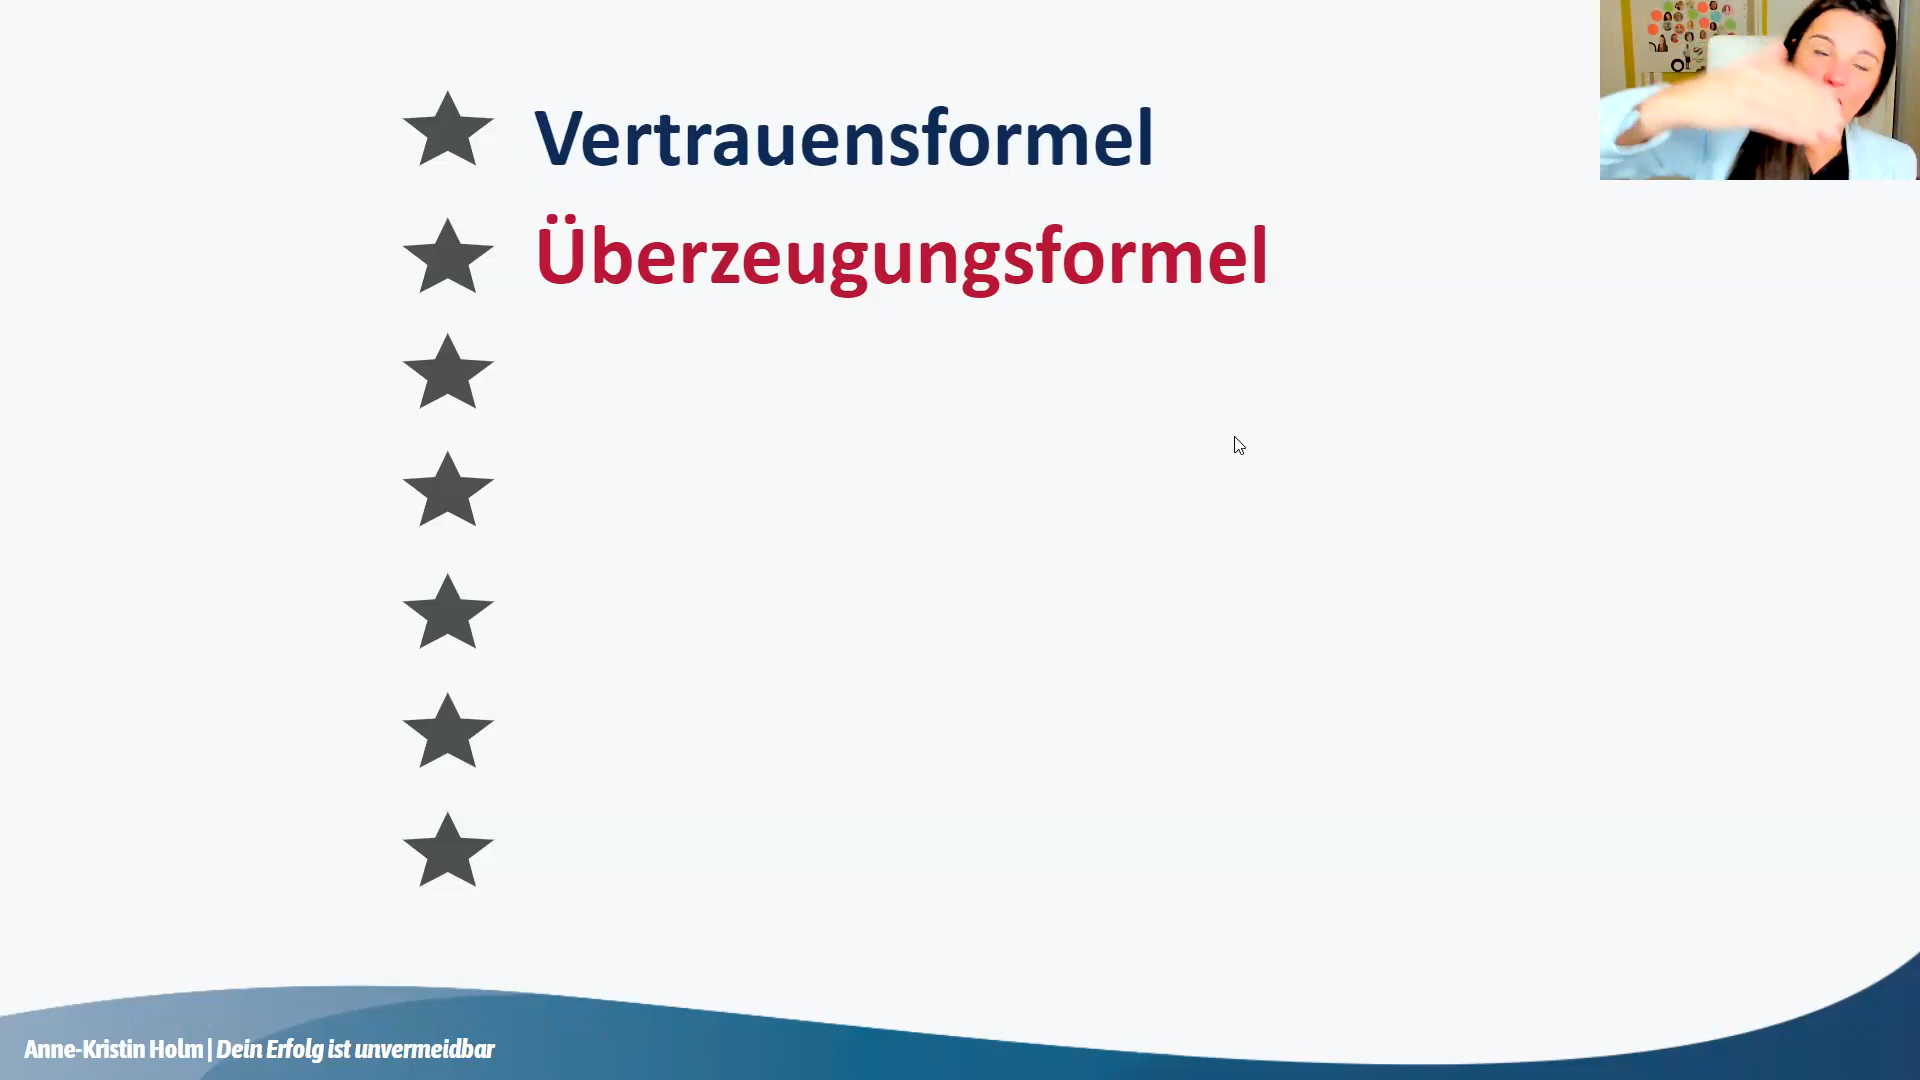 Vertrauensformel
Überzeugungsformel
Anne-Kristin Holm | Dein Erfolg ist unvermeidbar